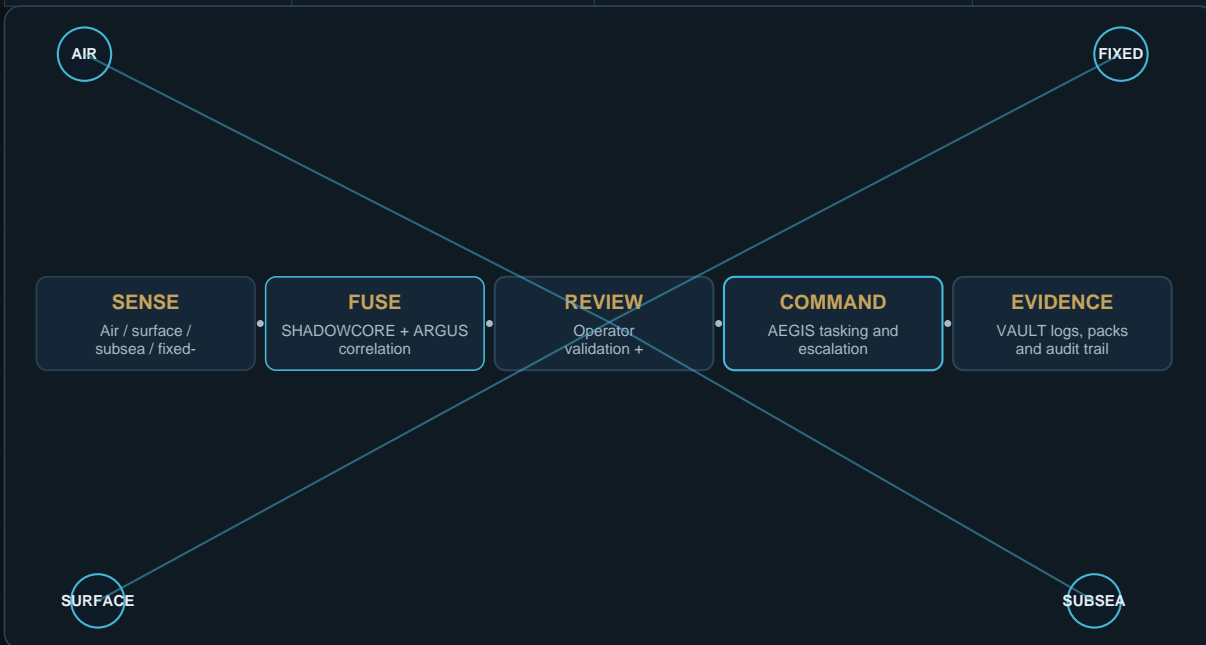 AIR
FIXED
SENSE
Air / surface /
subsea / fixed-
FUSE
SHADOWCORE + ARGUS
correlation
REVIEW
Operator
validation +
COMMAND
AEGIS tasking and
escalation
EVIDENCE
VAULT logs, packs
and audit trail
SURFACE
SUBSEA